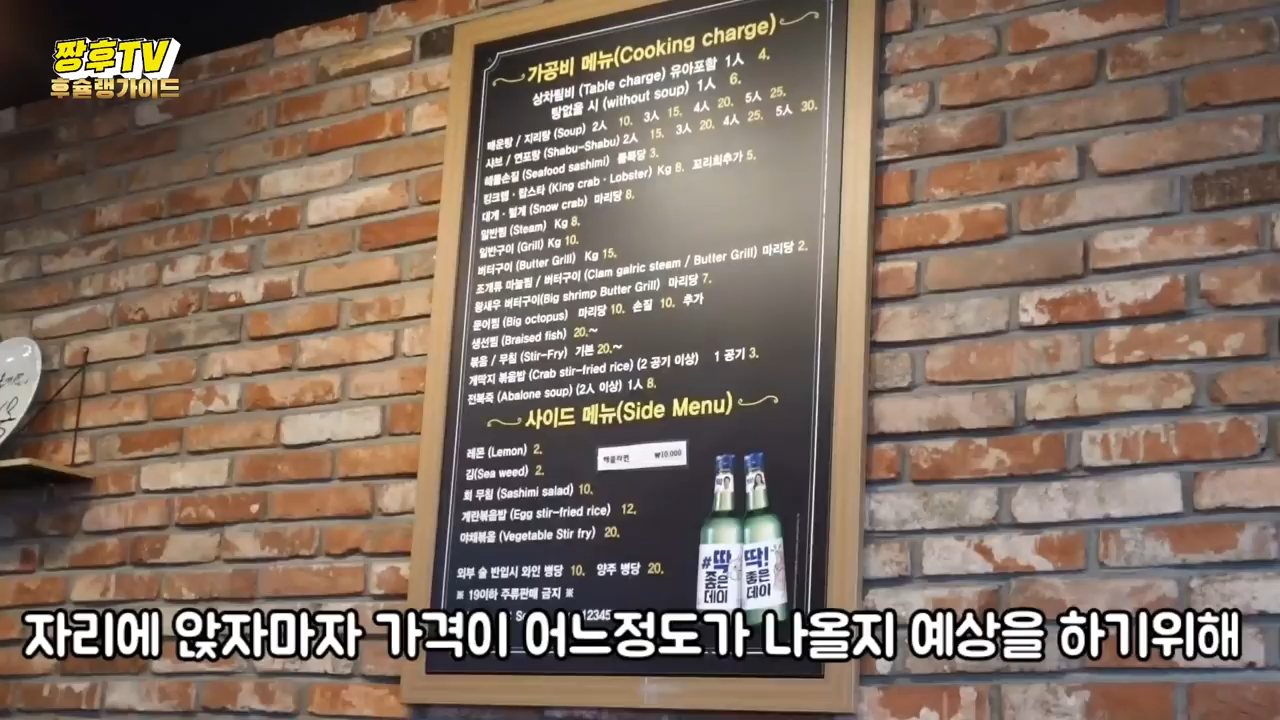 짱후TV
후슐랭가이드
가공비 메뉴(Cooking charge)
상차림비 (Table charge) 유아포함 1人 4.
탕없을 시 (without soup) 1人 6.
매운탕 / 지리탕 (Soup) 2人 10. 3人 15. 4人 20. 5人 25.
샤브 / 연포탕 (Shabu-Shabu) 2人 15. 3人 20. 4人 25. 5人 30.
해물손질 (Seafood sashimi) 품목당 3.
킹크랩 · 랍스타 (King crab · Lobster) Kg 8. 꼬리회추가 5.
대게 · 털게 (Snow crab) 마리당 8.
일반찜 (Steam) Kg 8.
일반구이 (Grill) Kg 10.
버터구이 (Butter Grill) Kg 15.
조개류 마늘찜 / 버터구이 (Clam galric steam / Butter Grill) 마리당 2.
왕새우 버터구이(Big shrimp Butter Grill) 마리당 7.
문어찜 (Big octopus) 마리당 10. 손질 10. 추가
생선찜 (Braised fish) 20.~
볶음 / 무침 (Stir-Fry) 기본 20.~
게딱지 볶음밥 (Crab stir-fried rice) (2 공기 이상) 1 공기 3.
전복죽 (Abalone soup) (2人 이상) 1人 8.
사이드 메뉴(Side Menu)
레몬 (Lemon) 2.
해물라면 ₩10,000
김(Sea weed) 2.
회 무침 (Sashimi salad) 10.
계란볶음밥 (Egg stir-fried rice) 12.
야채볶음 (Vegetable Stir fry) 20.
#딱 좋은데이
딱! 좋은데이
외부 술 반입시 와인 병당 10. 양주 병당 20.
※ 19이하 주류판매 금지 ※
12345
자리에 앉자마자 가격이 어느정도가 나올지 예상을 하기위해